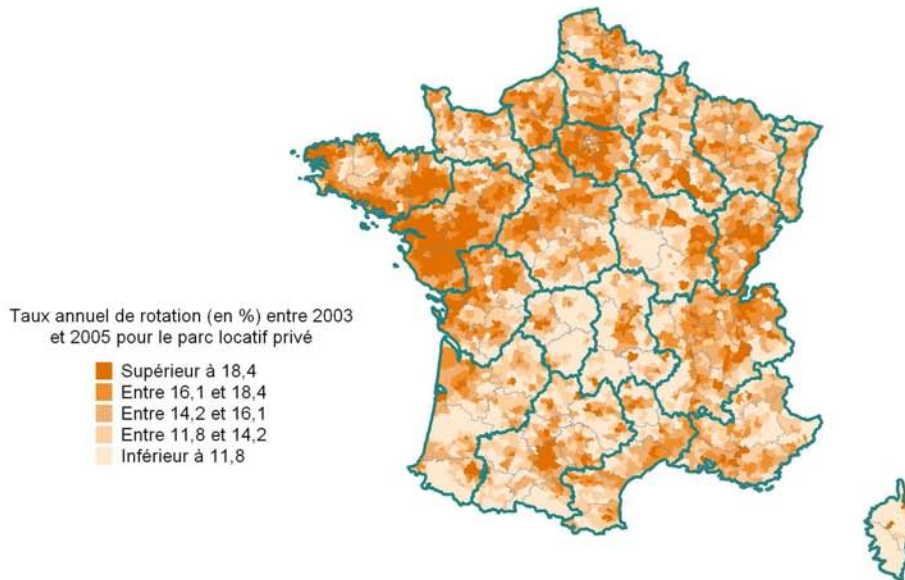 Taux annuel de rotation (en %) entre 2003
et 2005 pour le parc locatif privé
Supérieur à 18,4
Entre 16,1 et 18,4
Entre 14,2 et 16,1
Entre 11,8 et 14,2
Inférieur à 11,8